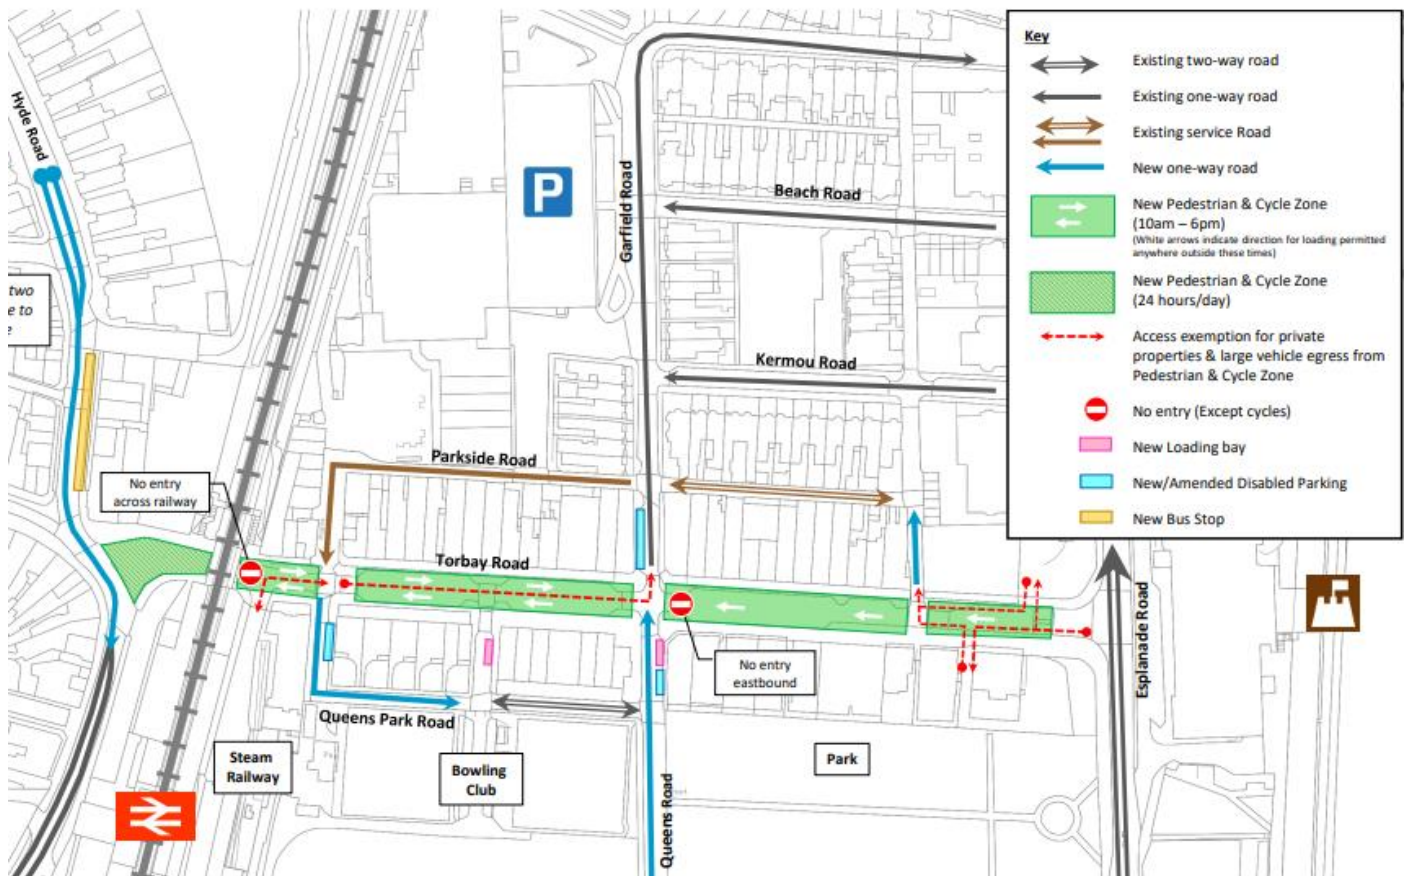 Hyde Road
two
e to
e
No entry
across railway
P
Garfield Road
Beach Road
Kermou Road
Parkside Road
Torbay Road
No entry
eastbound
Queens Park Road
Steam
Railway
Bowling
Club
Queens Road
Park
Esplanade Road
Key
Existing two-way road
Existing one-way road
Existing service Road
New one-way road
New Pedestrian & Cycle Zone
(10am – 6pm)
(White arrows indicate direction for loading permitted
anywhere outside these times)
New Pedestrian & Cycle Zone
(24 hours/day)
Access exemption for private
properties & large vehicle egress from
Pedestrian & Cycle Zone
No entry (Except cycles)
New Loading bay
New/Amended Disabled Parking
New Bus Stop